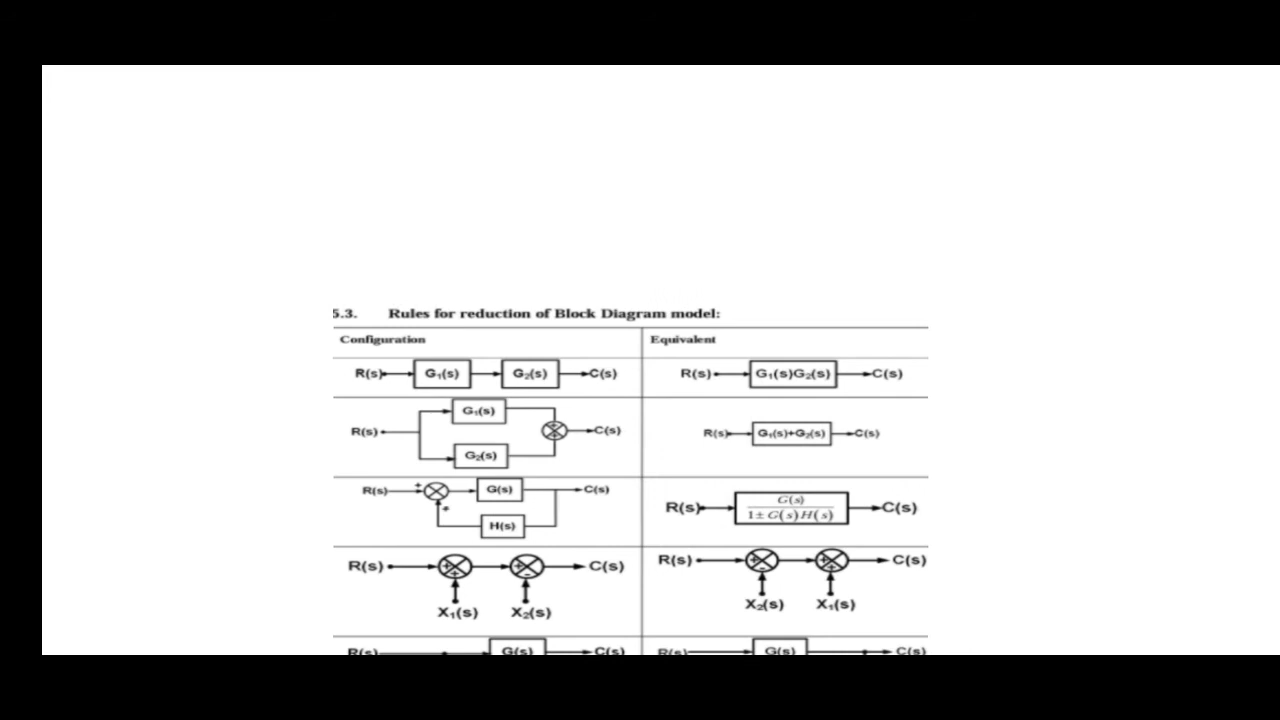 5.3. Rules for reduction of Block Diagram model:
Configuration Equivalent
R(s) G₁(s) G₂(s) C(s) R(s) G₁(s)G₂(s) C(s)
G₁(s)
R(s) + + C(s) R(s) G₁(s)+G₂(s) C(s)
G₂(s)
R(s) + G(s) C(s)
R(s) G(s) C(s)
1± G(s)H(s)
H(s)
R(s) + + + - C(s) R(s) + - + + C(s)
X₁(s) X₂(s) X₂(s) X₁(s)
R(s) G(s) C(s) R(s) G(s) C(s)